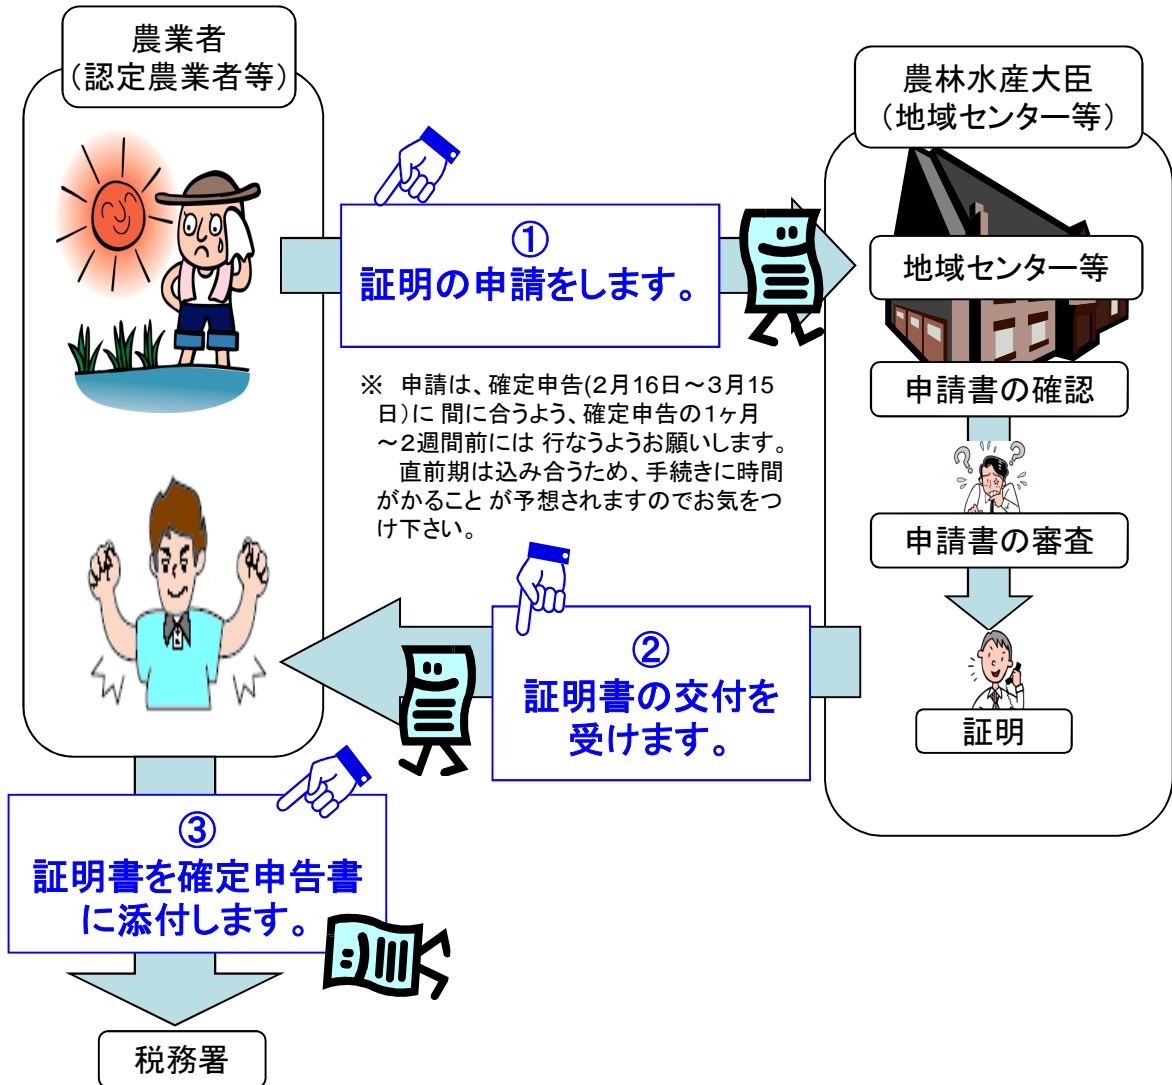 農業者
（認定農業者等）
農林水産大臣
（地域センター等）
①
証明の申請をします。
地域センター等
※　申請は、確定申告(２月16日～３月15
日)に 間に合うよう、確定申告の１ヶ月
～２週間前には 行なうようお願いします。
　直前期は込み合うため、手続きに時間
がかること が予想されますのでお気をつ
け下さい。
申請書の確認
申請書の審査
②
証明書の交付を
受けます。
証明
③
証明書を確定申告書
に添付します。
税務署